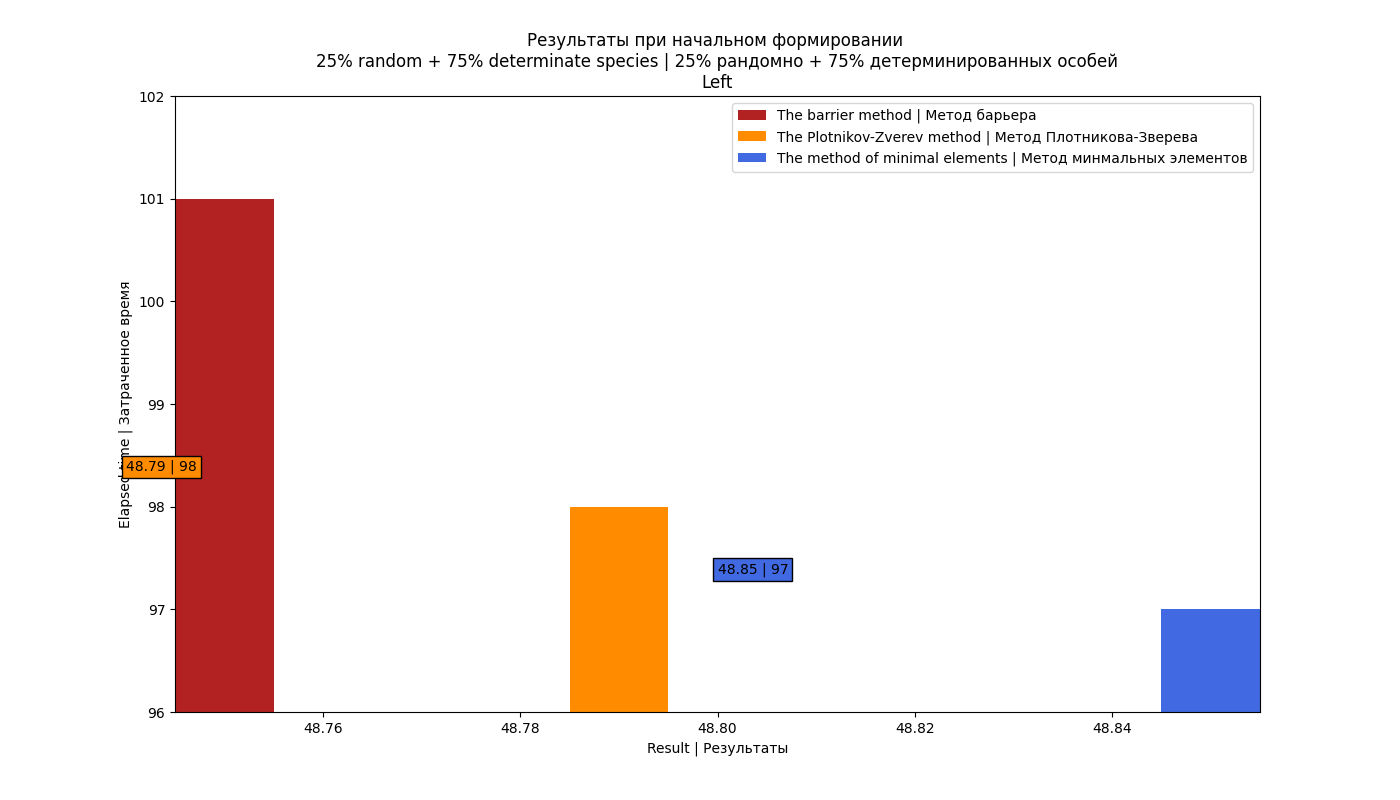 Результаты при начальном формировании
25% random + 75% determinate species | 25% рандомно + 75% детерминированных особей
Left
The barrier method | Метод барьера
The Plotnikov-Zverev method | Метод Плотникова-Зверева
The method of minimal elements | Метод минмальных элементов
102
101
100
99
98
97
96
Elapsed time | Затраченное время
48.79 | 98
48.85 | 97
48.76
48.78
48.80
48.82
48.84
Result | Результаты